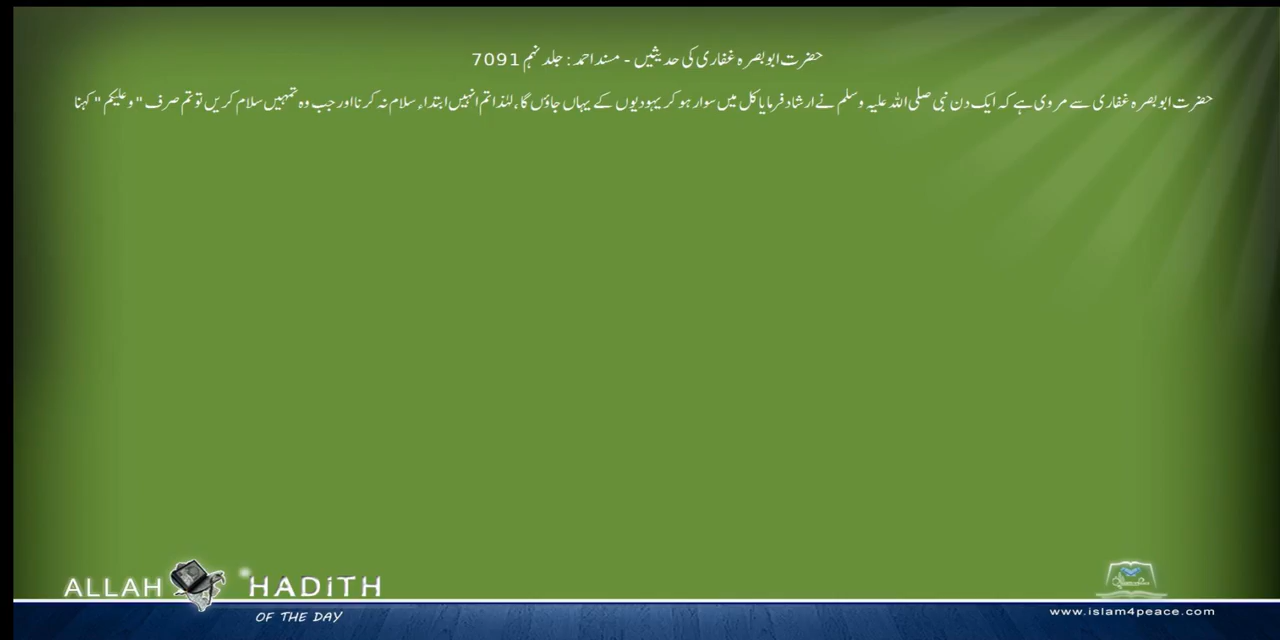 حضرت ابوبصرہ غفاری کی حدیثیں - مسند احمد : جلد نہم 7091
حضرت ابوبصرہ غفاری سے مروی ہے کہ ایک دن نبی صلی اللہ علیہ وسلم نے ارشاد فرمایا کل میں سوار ہو کر یہودیوں کے یہاں جاؤں گا، لہٰذا تم انہیں ابتداء سلام نہ کرنا اور جب وہ تمہیں سلام کریں تو تم صرف " وعلیکم " کہنا
ALLAH HADiTH
OF THE DAY
www.islam4peace.com